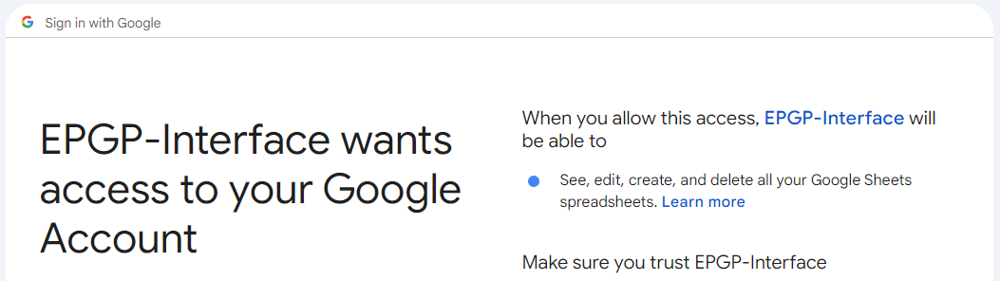 Sign in with Google
EPGP-Interface wants
access to your Google
Account
When you allow this access, EPGP-Interface will
be able to
See, edit, create, and delete all your Google Sheets
spreadsheets. Learn more
Make sure you trust EPGP-Interface